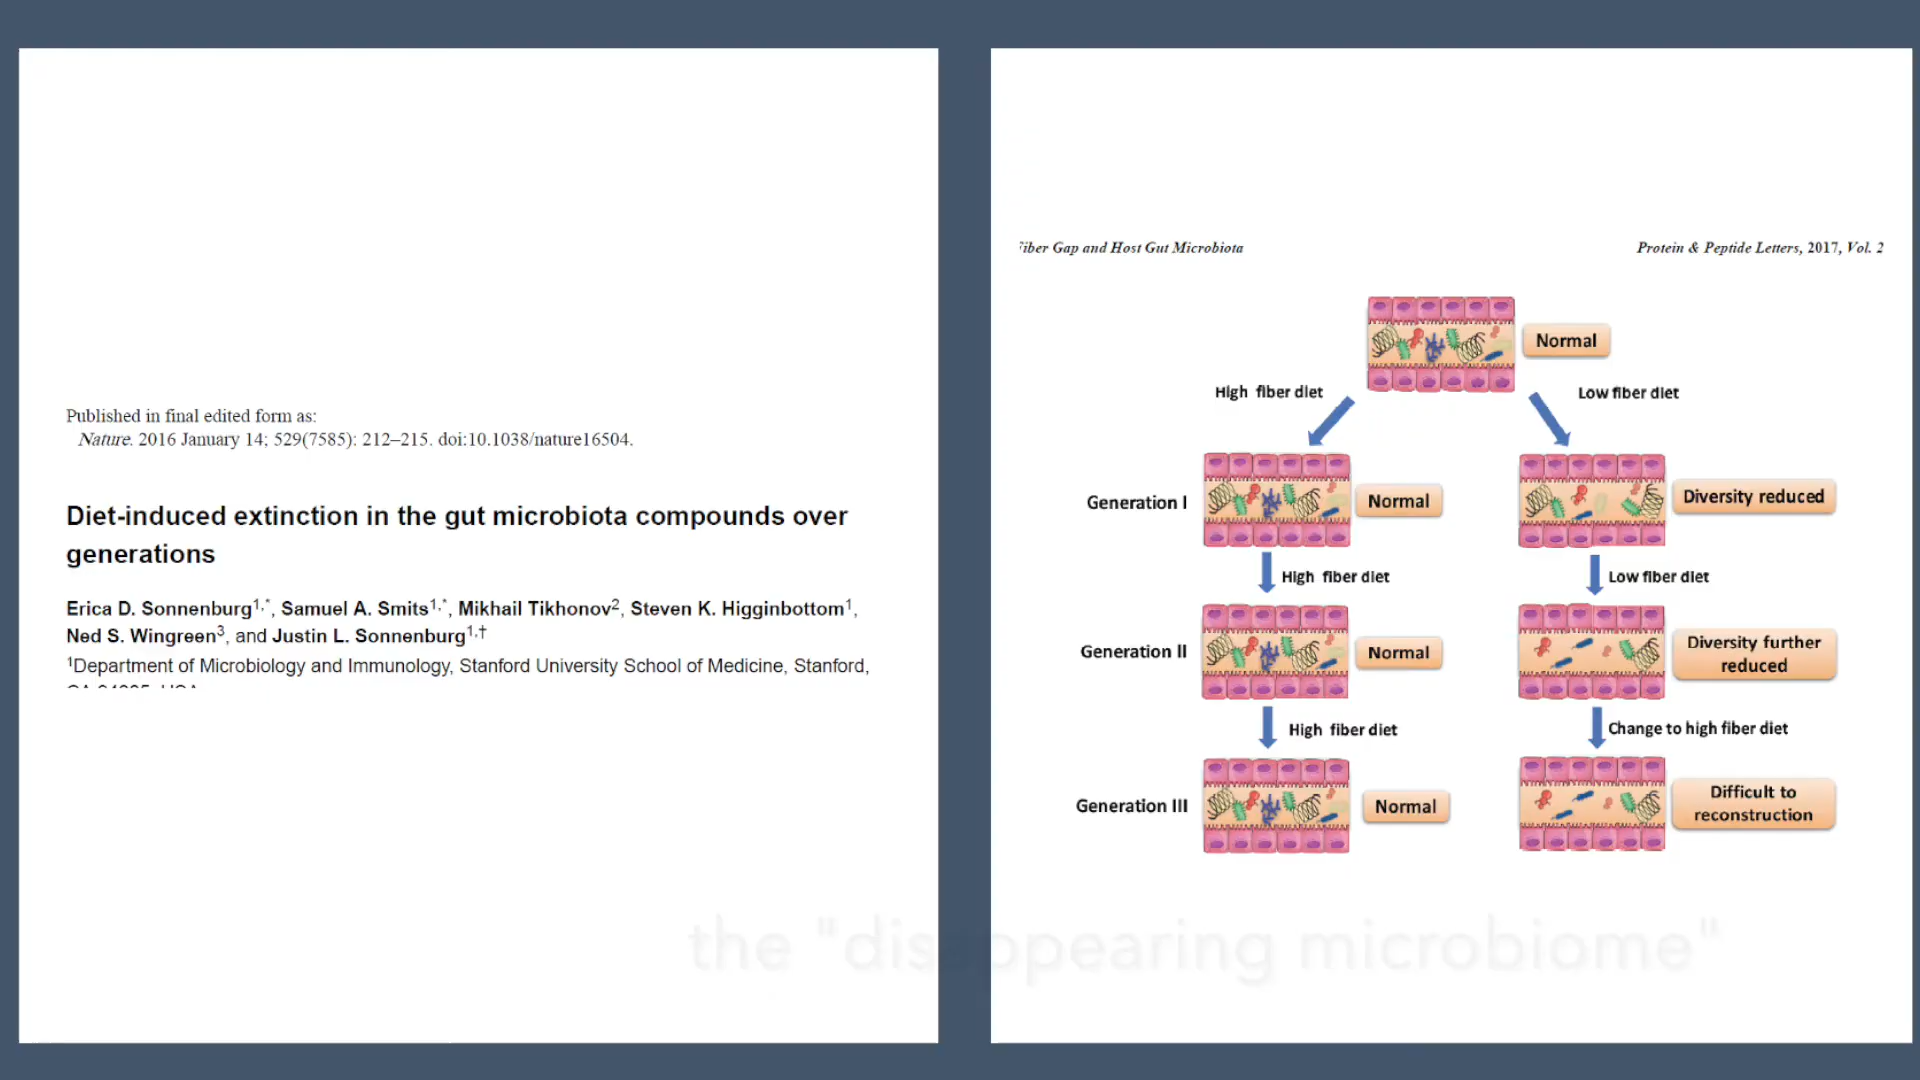 Published in final edited form as:
Nature. 2016 January 14; 529(7585): 212–215. doi:10.1038/nature16504.
Diet-induced extinction in the gut microbiota compounds over
generations
Erica D. Sonnenburg1,*, Samuel A. Smits1,*, Mikhail Tikhonov2, Steven K. Higginbottom1,
Ned S. Wingreen3, and Justin L. Sonnenburg1,†
1Department of Microbiology and Immunology, Stanford University School of Medicine, Stanford,
iber Gap and Host Gut Microbiota
Protein & Peptide Letters, 2017, Vol. 2
Normal
High fiber diet
Low fiber diet
Generation I
Normal
Diversity reduced
High fiber diet
Low fiber diet
Generation II
Normal
Diversity further
reduced
High fiber diet
Change to high fiber diet
Generation III
Normal
Difficult to
reconstruction
the "disappearing microbiome"